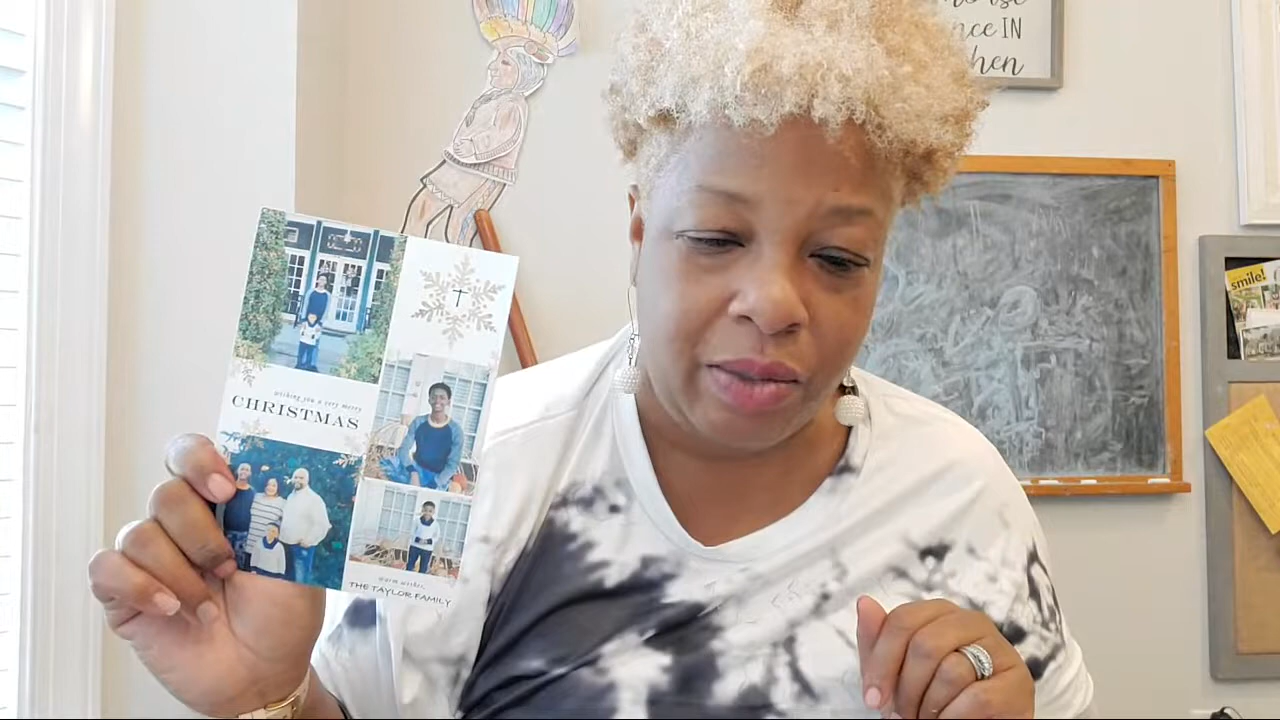 nce IN
hen
smile!
wishing you a very merry
CHRISTMAS
warm wishes,
THE TAYLOR FAMILY